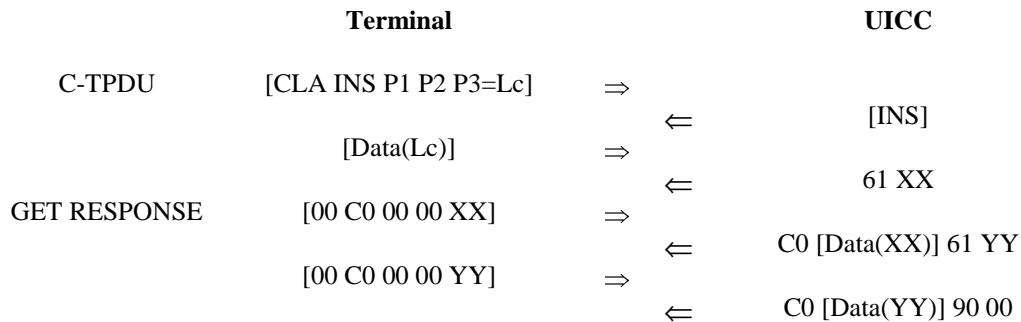 Terminal UICC
C-TPDU [CLA INS P1 P2 P3=Lc] ⇒
⇐ [INS]
[Data(Lc)] ⇒
⇐ 61 XX
GET RESPONSE [00 C0 00 00 XX] ⇒
⇐ C0 [Data(XX)] 61 YY
[00 C0 00 00 YY] ⇒
⇐ C0 [Data(YY)] 90 00